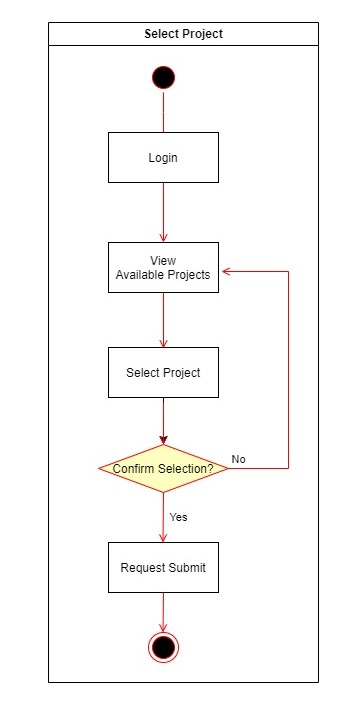 Select Project
Login
View
Available Projects
Select Project
Confirm Selection?
No
Yes
Request Submit